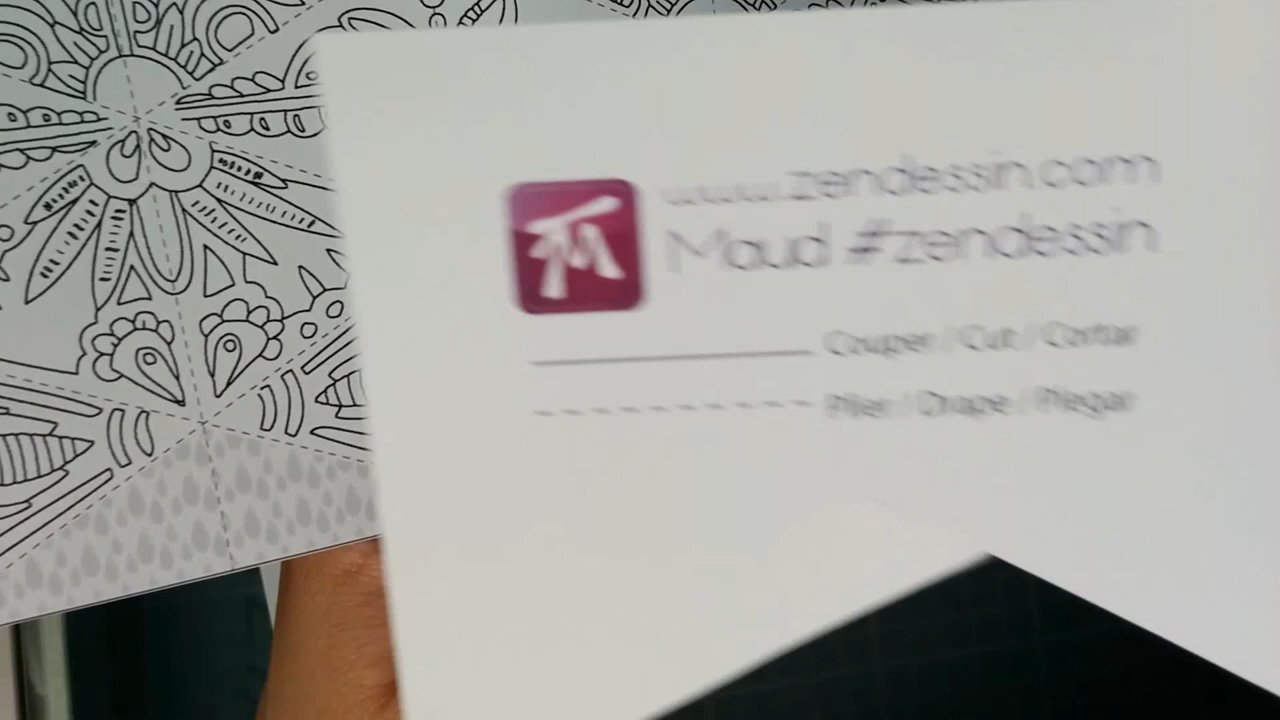 www.zendessin.com
Maud #zendessin
Couper / Cut / Cortar
Plier / Drape / Plegar